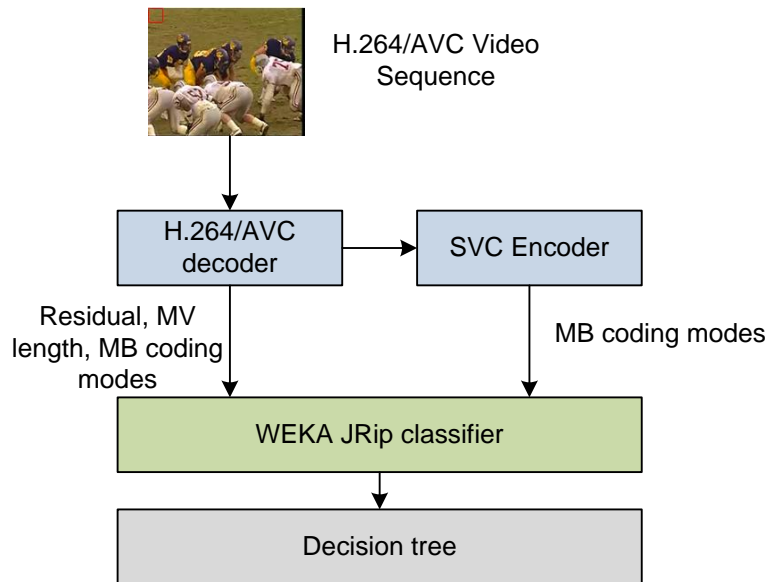 H.264/AVC Video
Sequence
H.264/AVC
decoder
SVC Encoder
Residual, MV
length, MB coding
modes
MB coding modes
WEKA JRip classifier
Decision tree